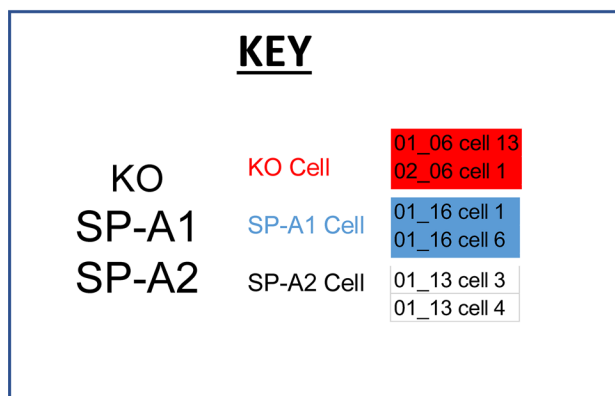 KEY
KO
SP-A1
SP-A2
KO Cell
SP-A1 Cell
SP-A2 Cell
01_06 cell 13
02_06 cell 1
01_16 cell 1
01_16 cell 6
01_13 cell 3
01_13 cell 4